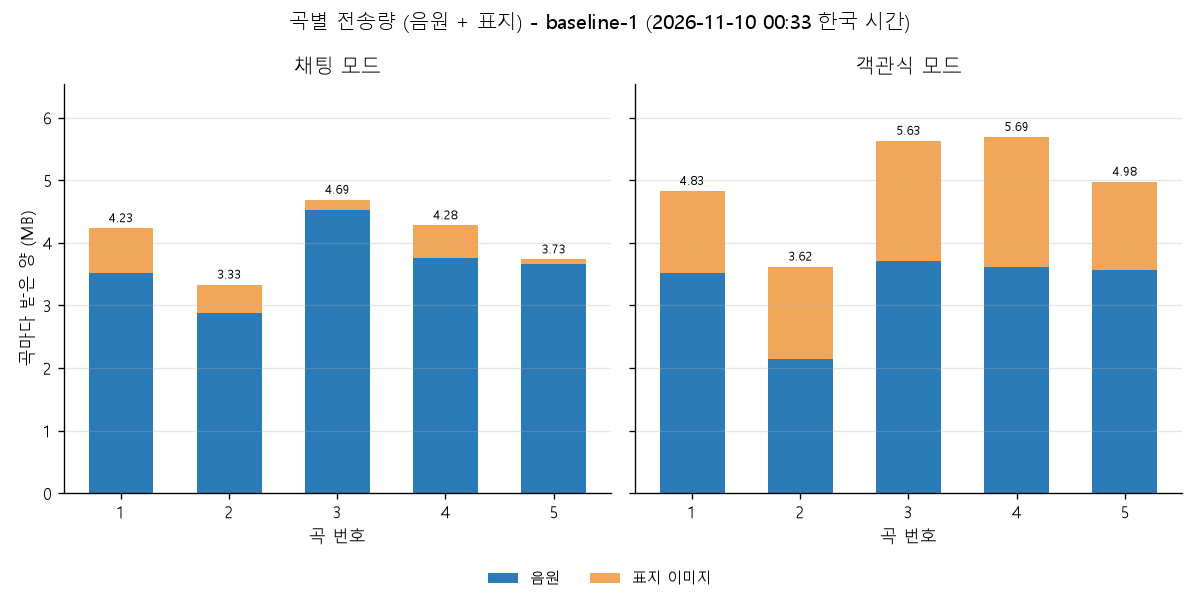 곡별 전송량 (음원 + 표지) - baseline-1 (2026-11-10 00:33 한국 시간)
채팅 모드
객관식 모드
곡마다 받은 양 (MB)
6
5
4
3
2
1
0
4.23
3.33
4.69
4.28
3.73
4.83
3.62
5.63
5.69
4.98
1 2 3 4 5
1 2 3 4 5
곡 번호
곡 번호
음원
표지 이미지